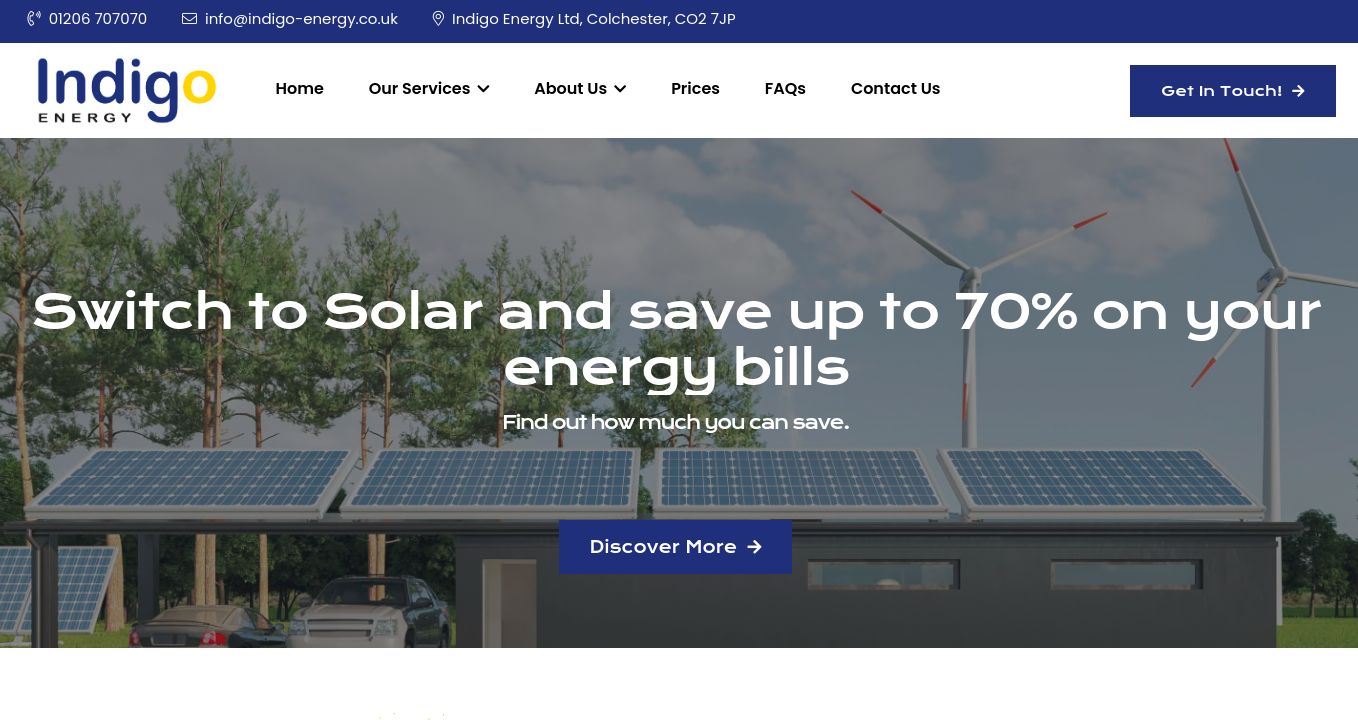 01206 707070 info@indigo-energy.co.uk Indigo Energy Ltd, Colchester, CO2 7JP
Indigo
ENERGY
Home Our Services About Us Prices FAQs Contact Us
Get In Touch!
Switch to Solar and save up to 70% on your
energy bills
Find out how much you can save.
Discover More